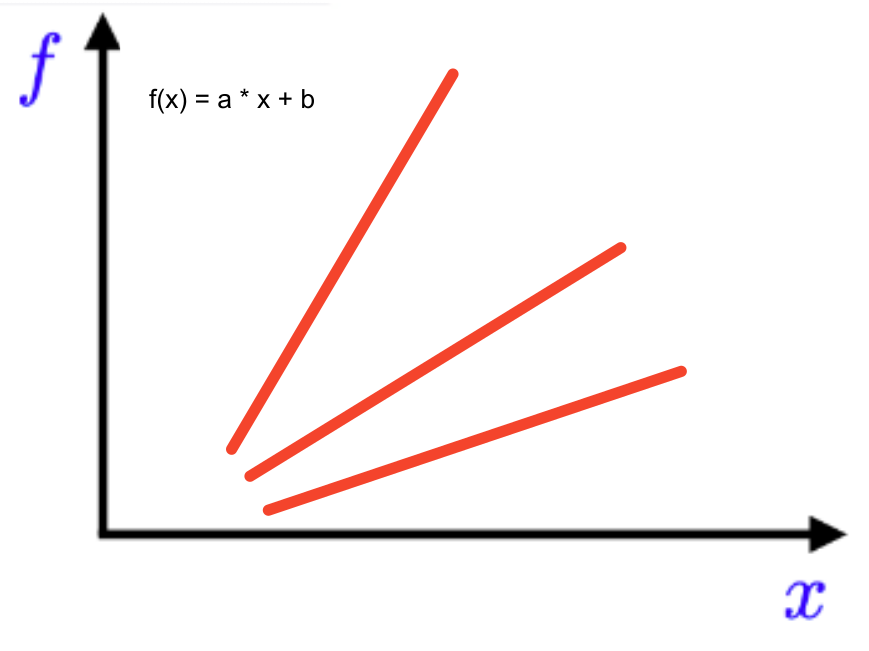 f
f(x) = a * x + b
x